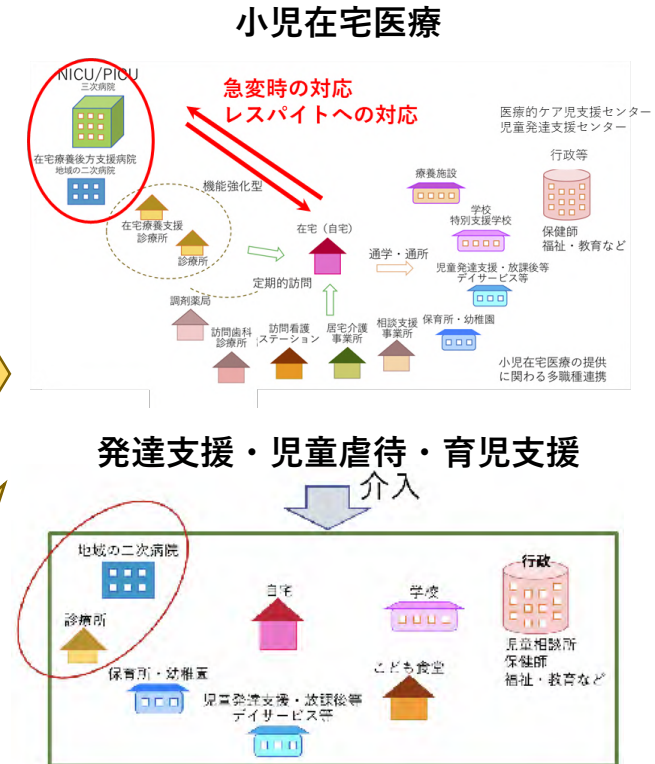 小児在宅医療
NICU/PICU
三次病院
急変時の対応
レスパイトへの対応
医療的ケア児支援センター
児童発達支援センター
在宅療養後方支援病院
地域の二次病院
機能強化型
療養施設
行政等
在宅療養支援
診療所
診療所
在宅（自宅）
学校
特別支援学校
保健師
福祉・教育など
通学・通所
定期的訪問
児童発達支援・放課後等
デイサービス等
調剤薬局
訪問歯科
診療所
訪問看護
ステーション
居宅介護
事業所
相談支援
事業所
保育所・幼稚園
小児在宅医療の提供
に関わる多職種連携
発達支援・児童虐待・育児支援
介入
地域の二次病院
自宅
学校
行政
診療所
児童相談所
保健師
福祉・教育など
保育所・幼稚園
こども食堂
児童発達支援・放課後等
デイサービス等